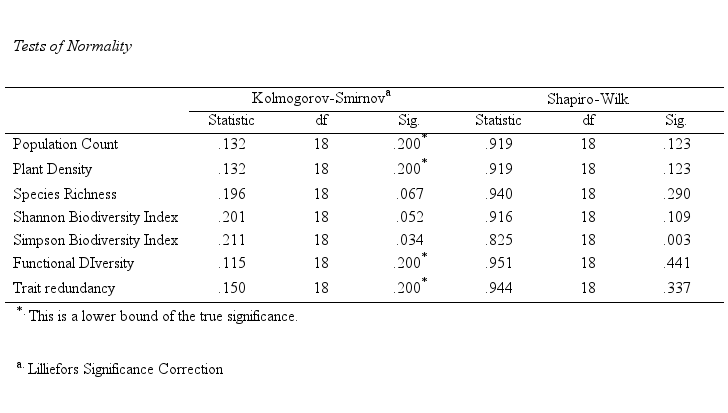 Tests of Normality
Kolmogorov-Smirnovᵃ Shapiro-Wilk
Statistic df Sig. Statistic df Sig.
Population Count .132 18 .200* .919 18 .123
Plant Density .132 18 .200* .919 18 .123
Species Richness .196 18 .067 .940 18 .290
Shannon Biodiversity Index .201 18 .052 .916 18 .109
Simpson Biodiversity Index .211 18 .034 .825 18 .003
Functional DIversity .115 18 .200* .951 18 .441
Trait redundancy .150 18 .200* .944 18 .337
*. This is a lower bound of the true significance.
a. Lilliefors Significance Correction